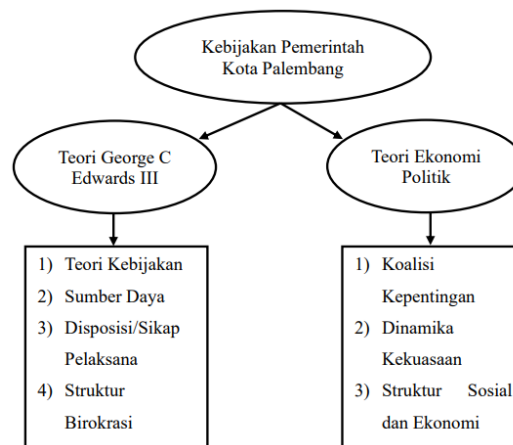 Kebijakan Pemerintah
Kota Palembang
Teori George C
Edwards III
Teori Ekonomi
Politik
1) Teori Kebijakan
2) Sumber Daya
3) Disposisi/Sikap
Pelaksana
4) Struktur
Birokrasi
1) Koalisi
Kepentingan
2) Dinamika
Kekuasaan
3) Struktur Sosial
dan Ekonomi